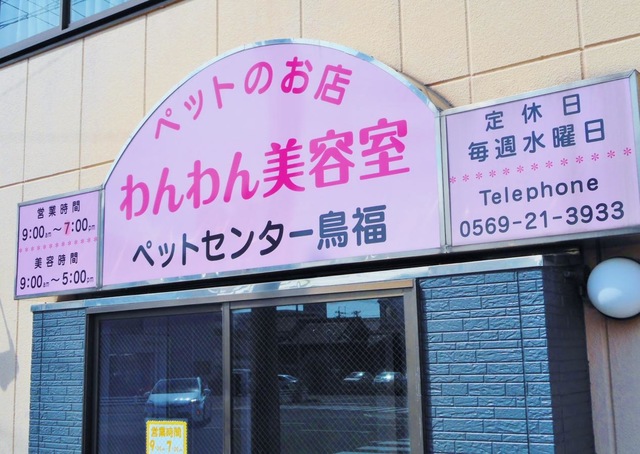 ペットのお店
わんわん美容室
ペットセンター鳥福
営業時間
9:00am～7:00pm
**********
美容時間
9:00am～5:00pm
定休日
毎週水曜日
**************
Telephone
0569-21-3933
営業時間